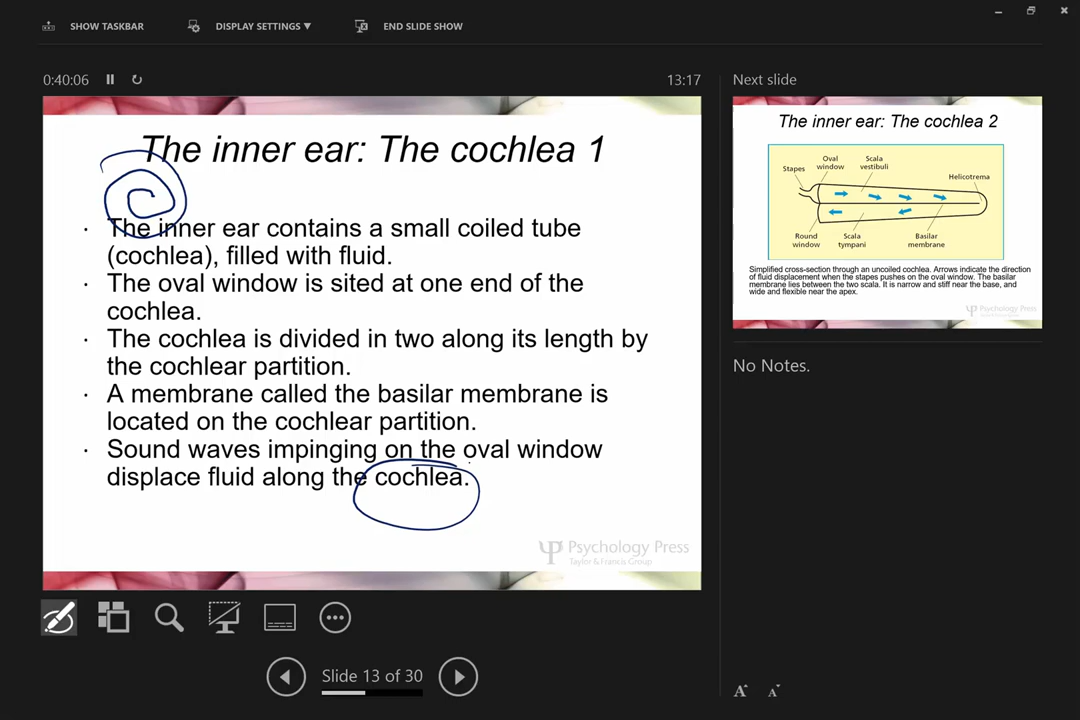 SHOW TASKBAR
DISPLAY SETTINGS ▼
END SLIDE SHOW
0:40:06
13:17
Next slide
The inner ear: The cochlea 1
· The inner ear contains a small coiled tube
(cochlea), filled with fluid.
· The oval window is sited at one end of the
cochlea.
· The cochlea is divided in two along its length by
the cochlear partition.
· A membrane called the basilar membrane is
located on the cochlear partition.
· Sound waves impinging on the oval window
displace fluid along the cochlea.
Psychology Press
Taylor & Francis Group
The inner ear: The cochlea 2
Stapes
Oval
window
Scala
vestibuli
Helicotrema
Round
window
Scala
tympani
Basilar
membrane
Simplified cross-section through an uncoiled cochlea. Arrows indicate the direction
of fluid displacement when the stapes pushes on the oval window. The basilar
membrane lies between the two scala. It is narrow and stiff near the base, and
wide and flexible near the apex.
Psychology Press
No Notes.
Slide 13 of 30
A A